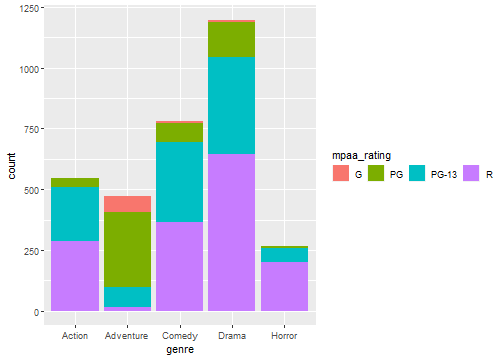 1250
1000
750
500
250
0
count
Action Adventure Comedy Drama Horror
genre
mpaa_rating
G PG PG-13 R